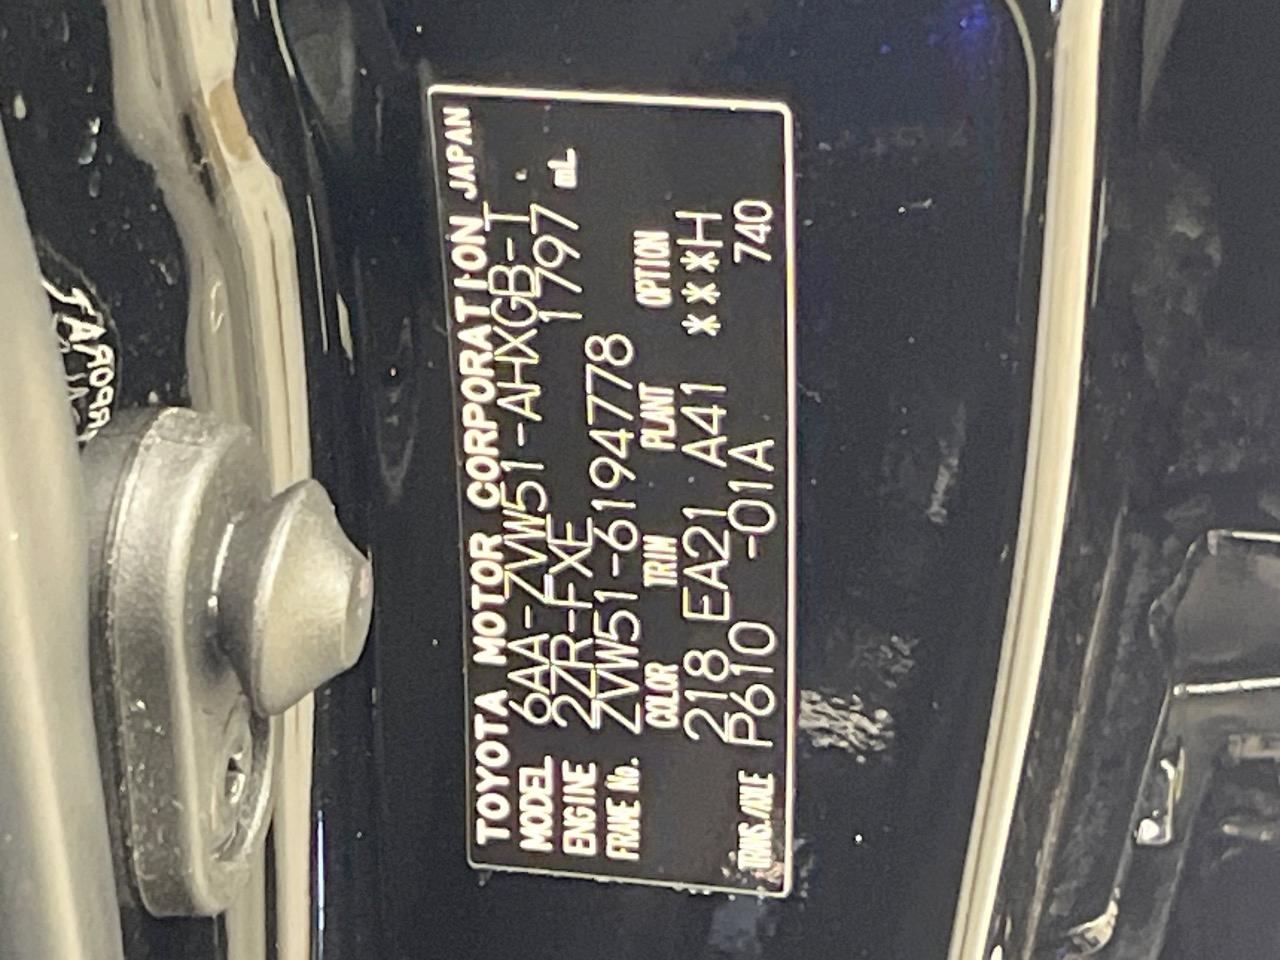 TOYOTA MOTOR CORPORATION JAPAN
MODEL 6AA-ZVW51-AHXGB-T
ENGINE 2ZR-FXE 1797 mL
FRAME No. ZVW51-6194778
COLOR TRIM PLANT OPTION
218 EA21 A41 ***H
TRANS./AXLE P610 -01A 740